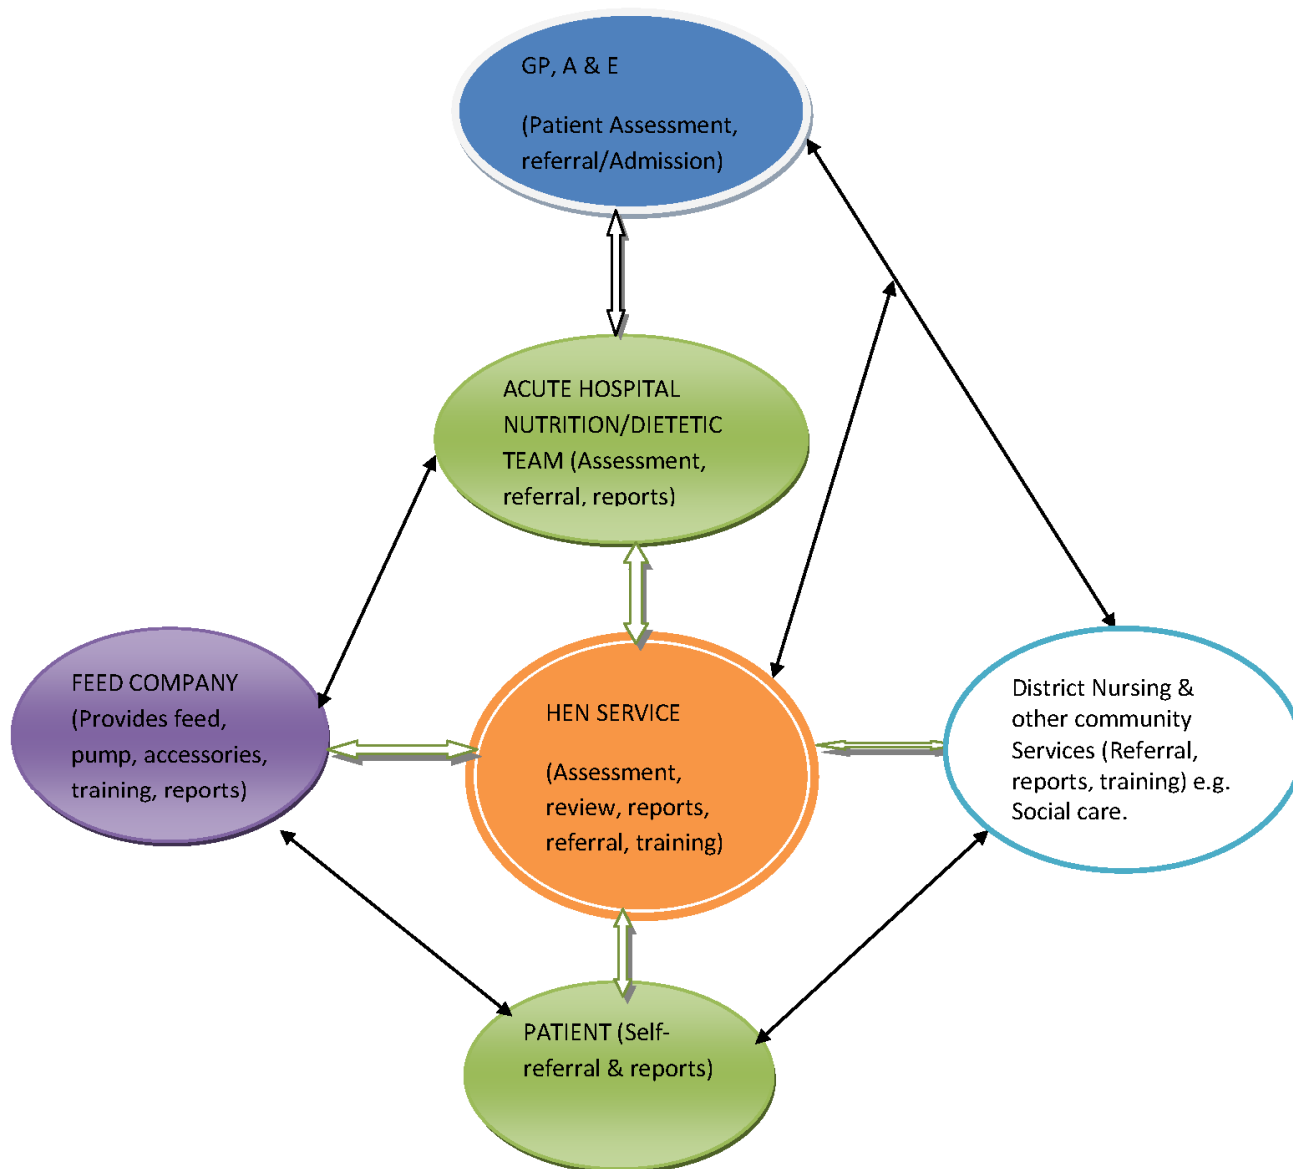 GP, A & E
(Patient Assessment,
referral/Admission)
ACUTE HOSPITAL
NUTRITION/DIETETIC
TEAM (Assessment,
referral, reports)
FEED COMPANY
(Provides feed,
pump, accessories,
training, reports)
HEN SERVICE
(Assessment,
review, reports,
referral, training)
District Nursing &
other community
Services (Referral,
reports, training) e.g.
Social care.
PATIENT (Self-
referral & reports)